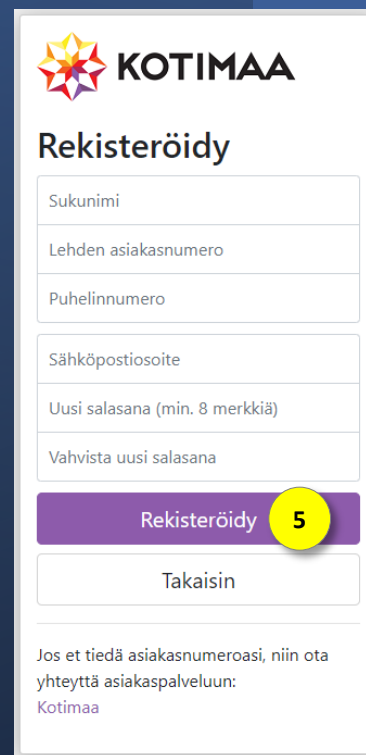 KOTIMAA
Rekisteröidy
Sukunimi
Lehden asiakasnumero
Puhelinnumero
Sähköpostiosoite
Uusi salasana (min. 8 merkkiä)
Vahvista uusi salasana
Rekisteröidy 5
Takaisin
Jos et tiedä asiakasnumeroasi, niin ota
yhteyttä asiakaspalveluun:
Kotimaa